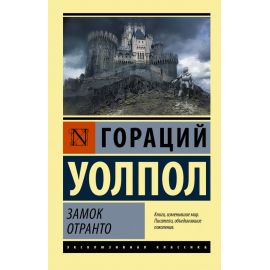 N
ГОРАЦИЙ
УОЛПОЛ
ЗАМОК
ОТРАНТО
Книги, изменившие мир.
Писатели, объединившие
поколения.
ЭКСКЛЮЗИВНАЯ КЛАССИКА